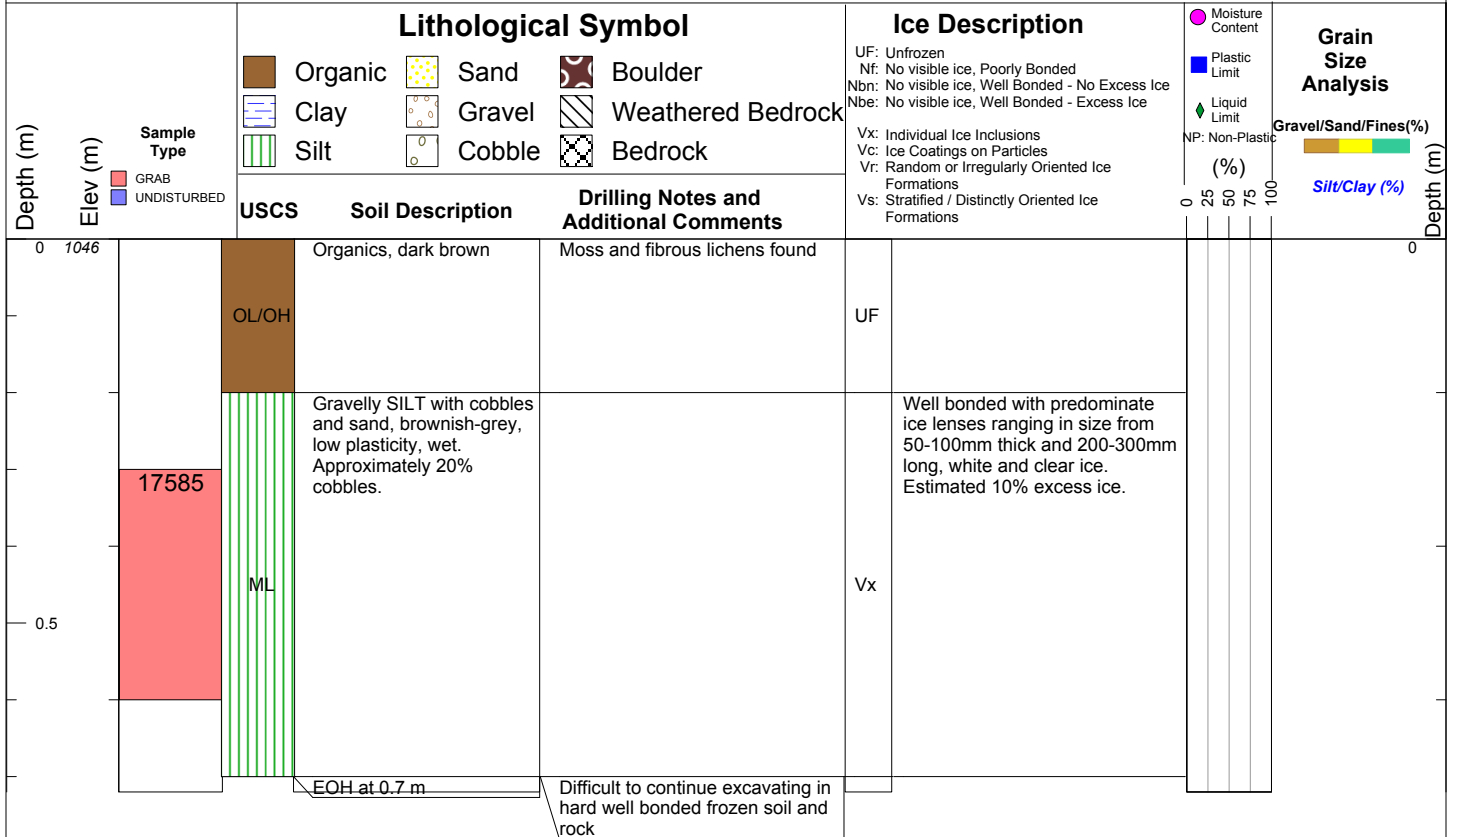 Lithological Symbol
Organic
Sand
Boulder
Clay
Gravel
Weathered Bedrock
Silt
Cobble
Bedrock
Ice Description
UF: Unfrozen
Nf: No visible ice, Poorly Bonded
Nbn: No visible ice, Well Bonded - No Excess Ice
Nbe: No visible ice, Well Bonded - Excess Ice
Vx: Individual Ice Inclusions
Vc: Ice Coatings on Particles
Vr: Random or Irregularly Oriented Ice
Formations
Vs: Stratified / Distinctly Oriented Ice
Formations
Moisture
Content
Plastic
Limit
Liquid
Limit
NP: Non-Plastic
(%)
0 25 50 75 100
Grain
Size
Analysis
Gravel/Sand/Fines(%)
Silt/Clay (%)
Depth (m)
Depth (m)
Elev (m)
Sample
Type
GRAB
UNDISTURBED
USCS
Soil Description
Drilling Notes and
Additional Comments
0 1046
Organics, dark brown
Moss and fibrous lichens found
0
OL/OH
UF
Gravelly SILT with cobbles
and sand, brownish-grey,
low plasticity, wet.
Approximately 20%
cobbles.
Well bonded with predominate
ice lenses ranging in size from
50-100mm thick and 200-300mm
long, white and clear ice.
Estimated 10% excess ice.
17585
ML
Vx
0.5
EOH at 0.7 m
Difficult to continue excavating in
hard well bonded frozen soil and
rock